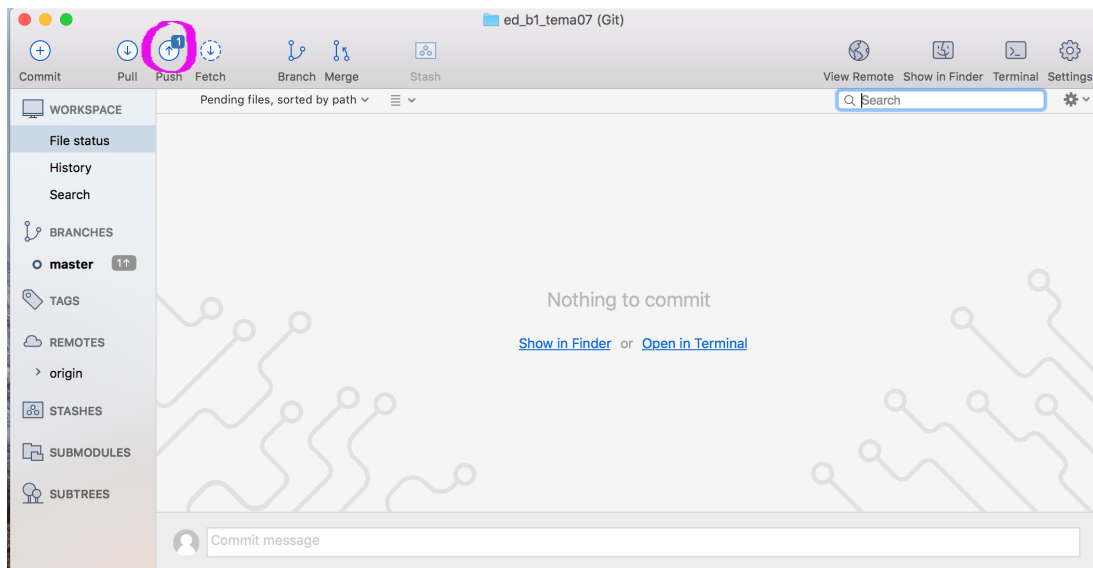 ed_b1_tema07 (Git)
1
Commit Pull Push Fetch Branch Merge Stash View Remote Show in Finder Terminal Settings
Pending files, sorted by path Search
WORKSPACE
File status
History
Search
BRANCHES
master 1↑
TAGS
Nothing to commit
REMOTES
Show in Finder or Open in Terminal
origin
STASHES
SUBMODULES
SUBTREES
Commit message